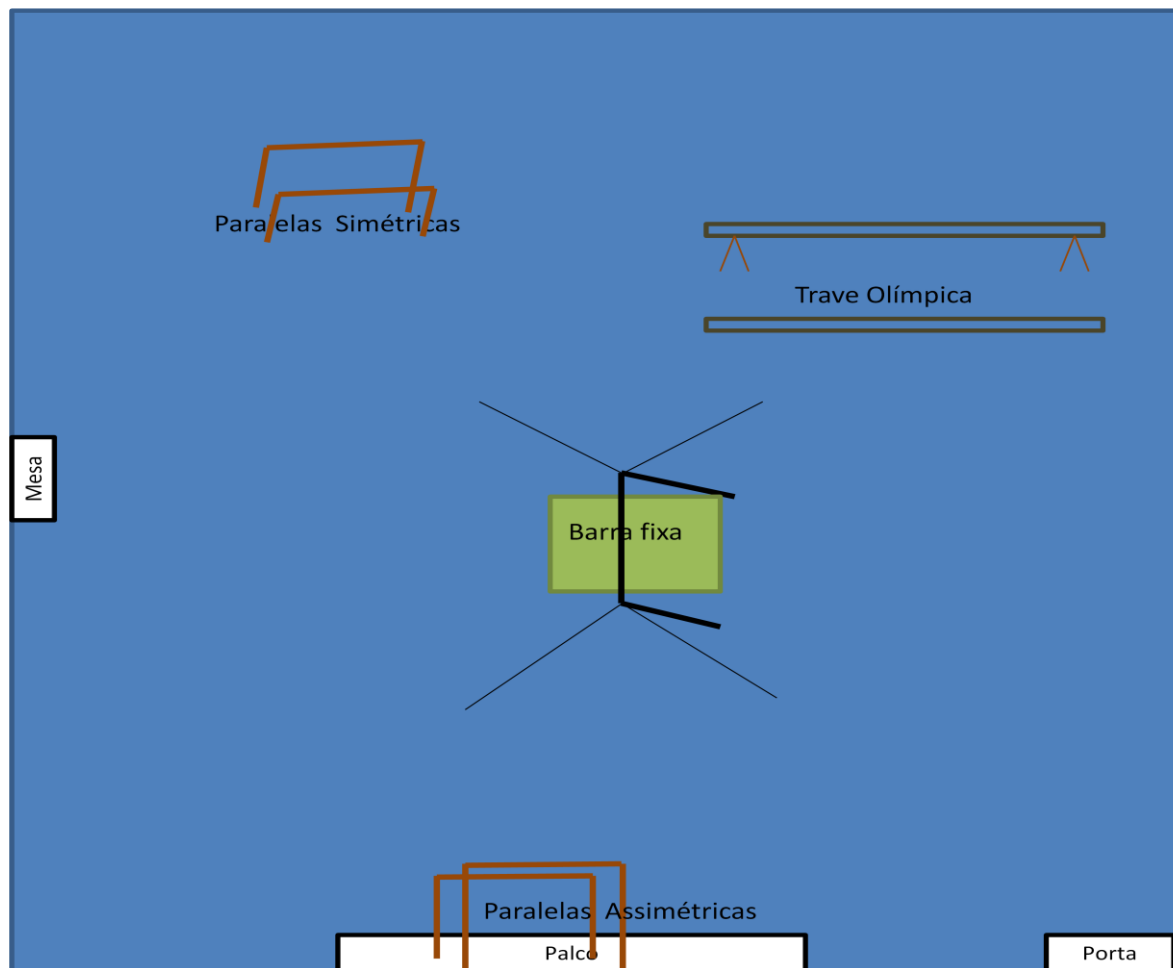 Paralelas Simétricas
Trave Olímpica
Mesa
Barra fixa
Paralelas Assimétricas
Palco
Porta